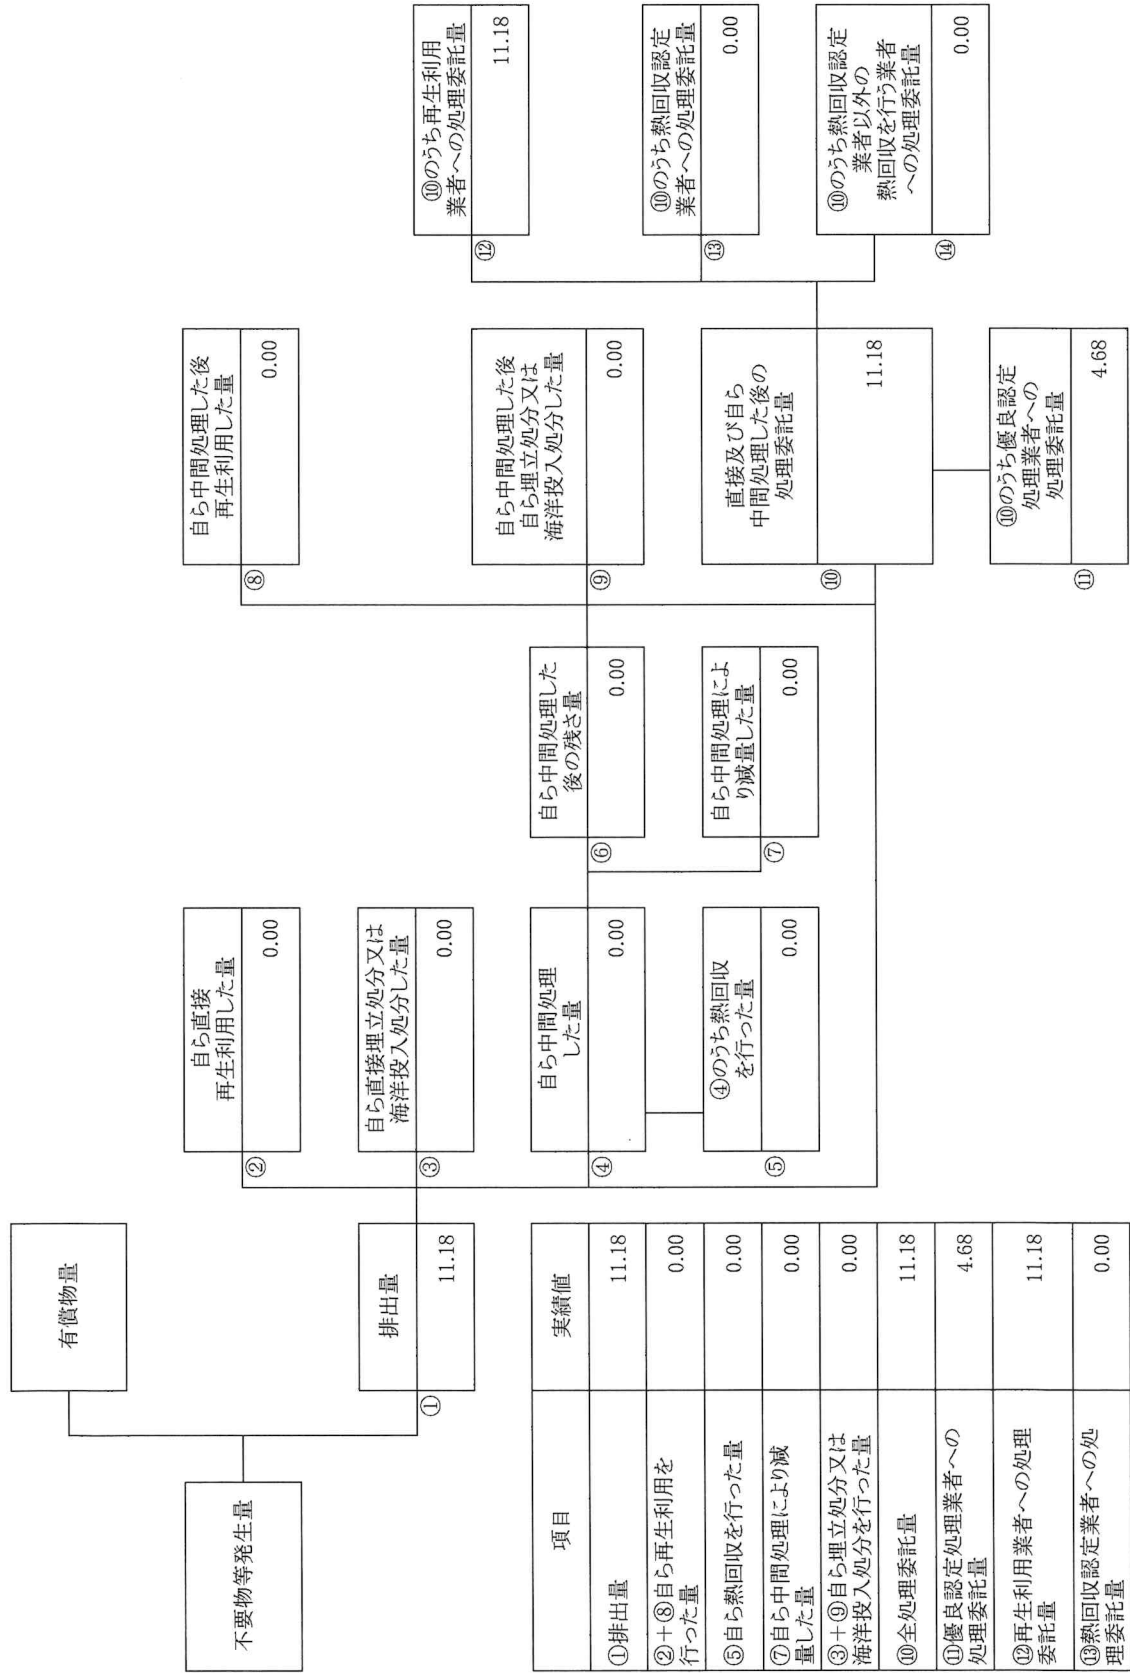 不要物等発生量
有償物量
排出量
①
11.18
自ら直接
再生利用した量
②
0.00
自ら直接埋立処分又は
海洋投入処分した量
③
0.00
自ら中間処理
した量
④
0.00
④のうち熱回収
を行った量
⑤
0.00
自ら中間処理した
後の残さ量
⑥
0.00
自ら中間処理によ
り減量した量
⑦
0.00
自ら中間処理した後
再生利用した量
⑧
0.00
自ら中間処理した後
自ら埋立処分又は
海洋投入処分した量
⑨
0.00
直接及び自ら
中間処理した後の
処理委託量
⑩
11.18
⑩のうち優良認定
処理業者への
処理委託量
⑪
4.68
⑩のうち再生利用
業者への処理委託量
⑫
11.18
⑩のうち熱回収認定
業者への処理委託量
⑬
0.00
⑩のうち熱回収認定
業者以外の
熱回収を行う業者
への処理委託量
⑭
0.00
項目 実績値
①排出量 11.18
②＋⑧自ら再生利用を
行った量 0.00
⑤自ら熱回収を行った量 0.00
⑦自ら中間処理により減
量した量 0.00
③＋⑨自ら埋立処分又は
海洋投入処分を行った量 0.00
⑩全処理委託量 11.18
⑪優良認定処理業者への
処理委託量 4.68
⑫再生利用業者への処理
委託量 11.18
⑬熱回収認定業者への処
理委託量 0.00